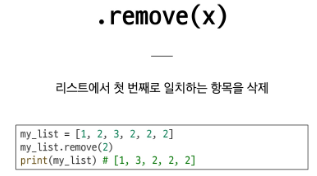 .remove(x)
리스트에서 첫 번째로 일치하는 항목을 삭제
my_list = [1, 2, 3, 2, 2, 2]
my_list.remove(2)
print(my_list) # [1, 3, 2, 2, 2]